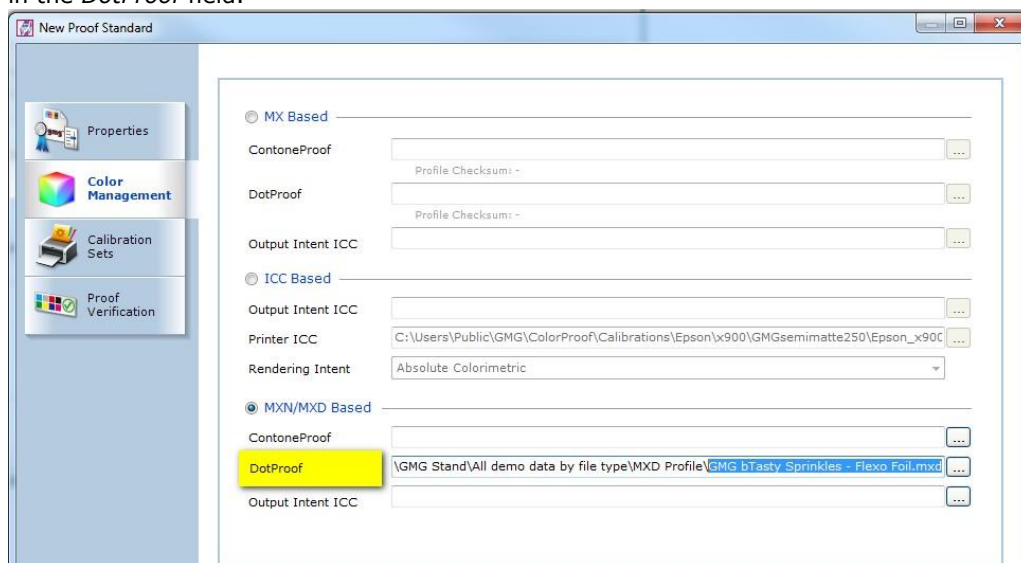 in the DotProof field.
New Proof Standard
Properties
Color
Management
Calibration
Sets
Proof
Verification
MX Based
ContoneProof
...
Profile Checksum: -
DotProof
...
Profile Checksum: -
Output Intent ICC
...
ICC Based
Output Intent ICC
...
Printer ICC
C:\Users\Public\GMG\ColorProof\Calibrations\Epson\x900\GMGsemimatte250\Epson_x900
...
Rendering Intent
Absolute Colorimetric
MXN/MXD Based
ContoneProof
...
DotProof
\GMG Stand\All demo data by file type\MXD Profile\GMG bTasty Sprinkles - Flexo Foil.mxd
...
Output Intent ICC
...